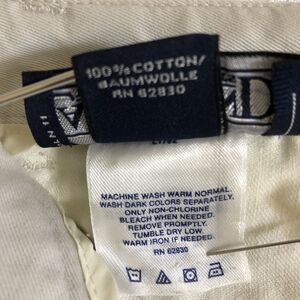 100% COTTON/
BAUMWOLLE
RN 62830
MACHINE WASH WARM NORMAL.
WASH DARK COLORS SEPARATELY.
ONLY NON-CHLORINE
BLEACH WHEN NEEDED.
REMOVE PROMPTLY.
TUMBLE DRY LOW.
WARM IRON IF NEEDED.
RN 62830